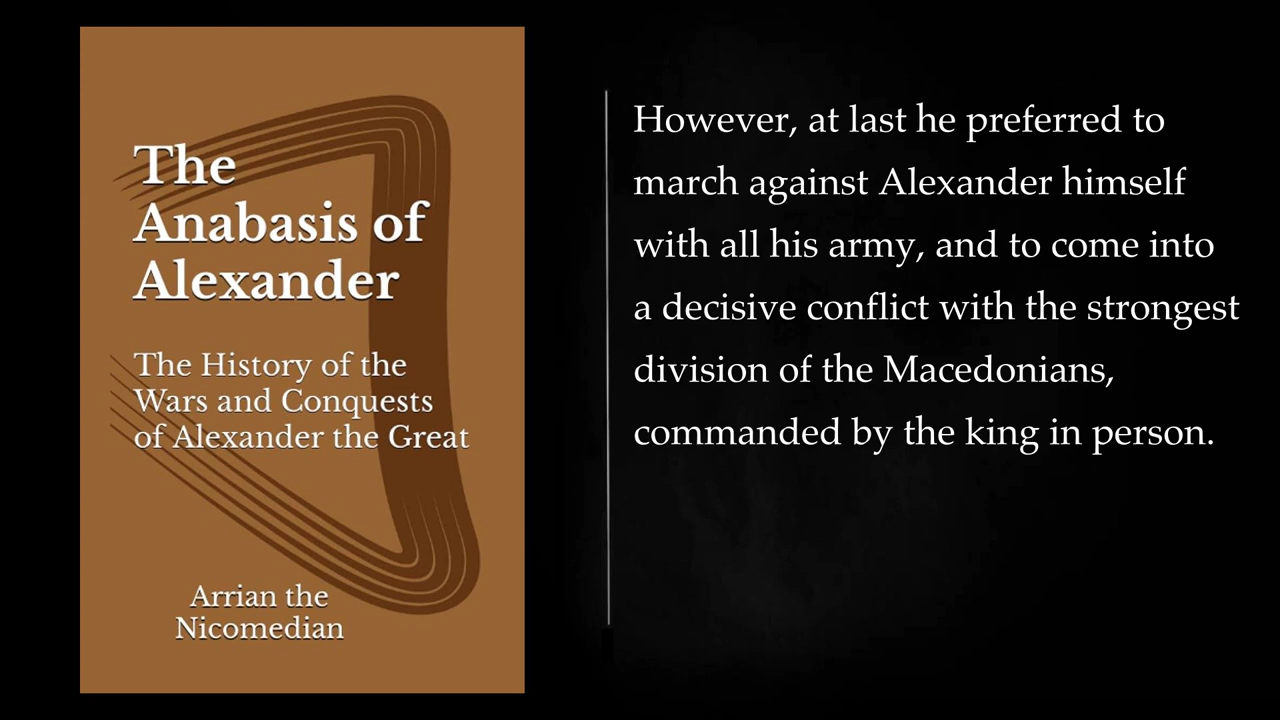 The
Anabasis of
Alexander
The History of the
Wars and Conquests
of Alexander the Great
Arrian the
Nicomedian
However, at last he preferred to
march against Alexander himself
with all his army, and to come into
a decisive conflict with the strongest
division of the Macedonians,
commanded by the king in person.